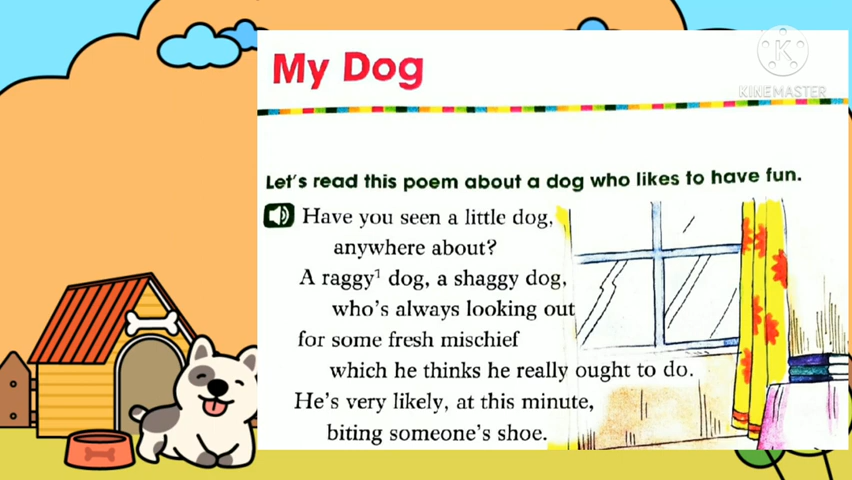 My Dog
K
KINEMASTER
Let's read this poem about a dog who likes to have fun.
Have you seen a little dog,
anywhere about?
A raggy¹ dog, a shaggy dog,
who's always looking out
for some fresh mischief
which he thinks he really ought to do.
He's very likely, at this minute,
biting someone's shoe.